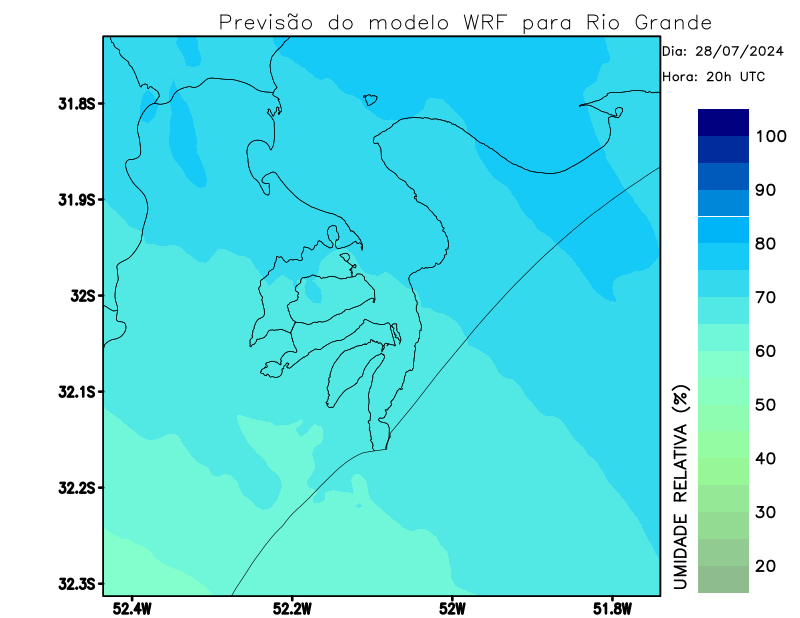 Previsão do modelo WRF para Rio Grande
Dia: 28/07/2024
Hora: 20h UTC
31.8S
31.9S
32S
32.1S
32.2S
32.3S
52.4W
52.2W
52W
51.8W
100
90
80
70
60
50
40
30
20
UMIDADE RELATIVA (%)